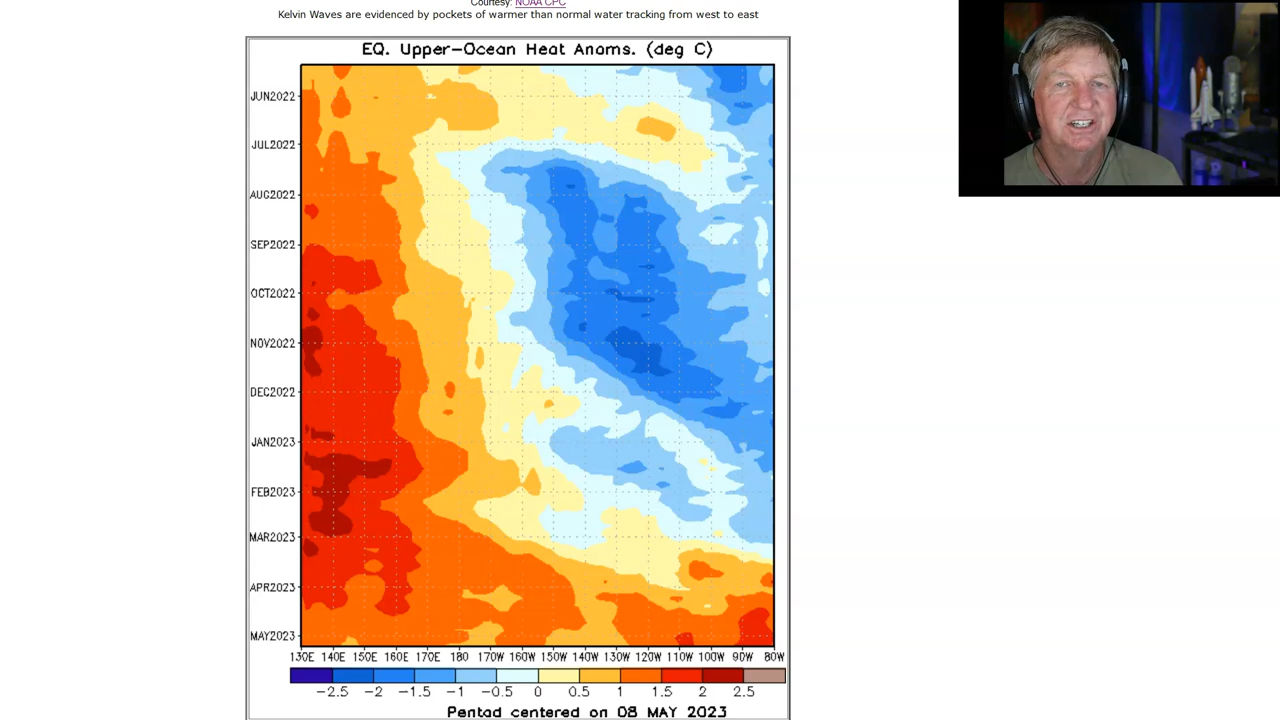 Courtesy: NOAA CPC
Kelvin Waves are evidenced by pockets of warmer than normal water tracking from west to east
EQ. Upper-Ocean Heat Anoms. (deg C)
JUN2022
JUL2022
AUG2022
SEP2022
OCT2022
NOV2022
DEC2022
JAN2023
FEB2023
MAR2023
APR2023
MAY2023
130E 140E 150E 160E 170E 180 170W 160W 150W 140W 130W 120W 110W 100W 90W 80W
-2.5 -2 -1.5 -1 -0.5 0 0.5 1 1.5 2 2.5
Pentad centered on 08 MAY 2023